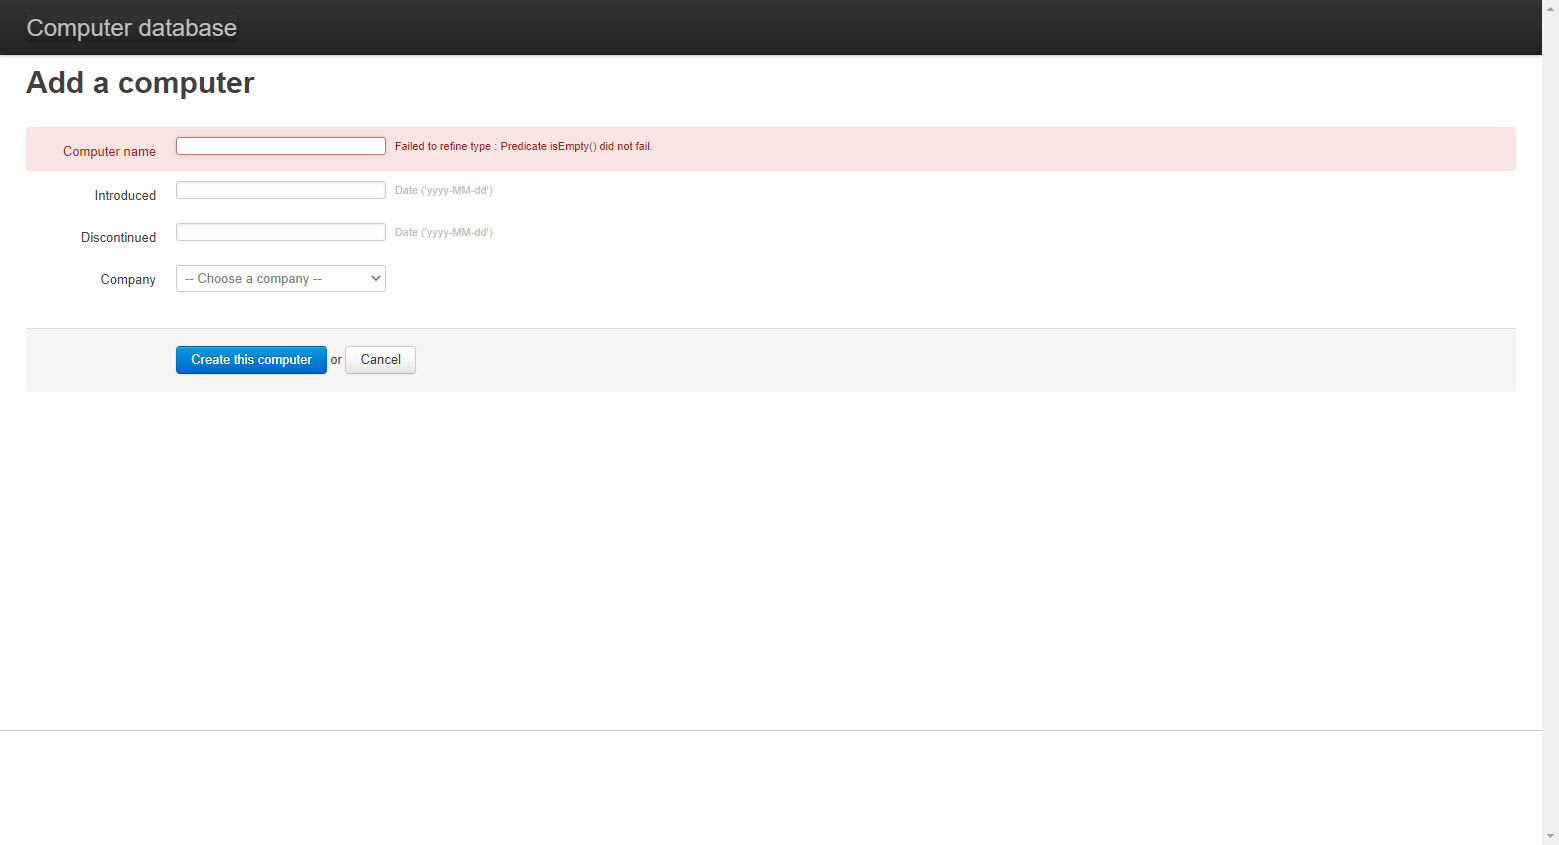 Computer database
Add a computer
Computer name
Failed to refine type : Predicate isEmpty() did not fail.
Introduced
Date ('yyyy-MM-dd')
Discontinued
Date ('yyyy-MM-dd')
Company
-- Choose a company --
Create this computer or Cancel